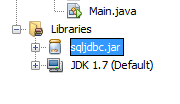 Main.java
Libraries
sqljdbc.jar
JDK 1.7 (Default)